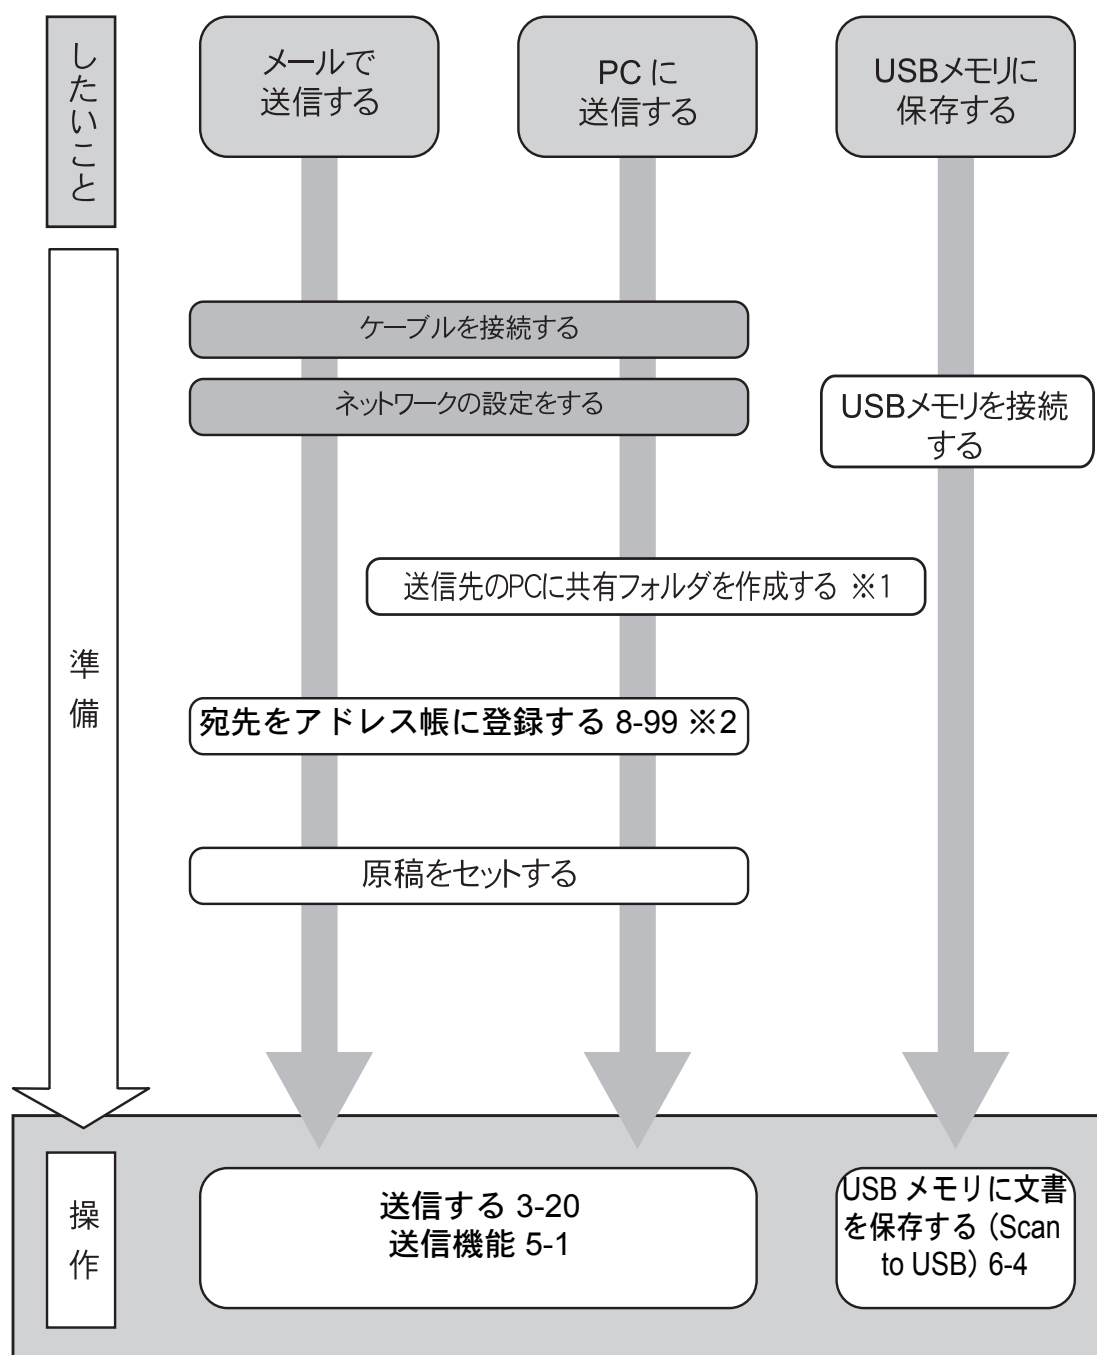 したいこと
メールで
送信する
PC に
送信する
USBメモリに
保存する
準備
ケーブルを接続する
ネットワークの設定をする
USBメモリを接続
する
送信先のPCに共有フォルダを作成する ※1
宛先をアドレス帳に登録する 8-99 ※2
原稿をセットする
操作
送信する 3-20
送信機能 5-1
USB メモリに文書
を保存する（Scan
to USB）6-4